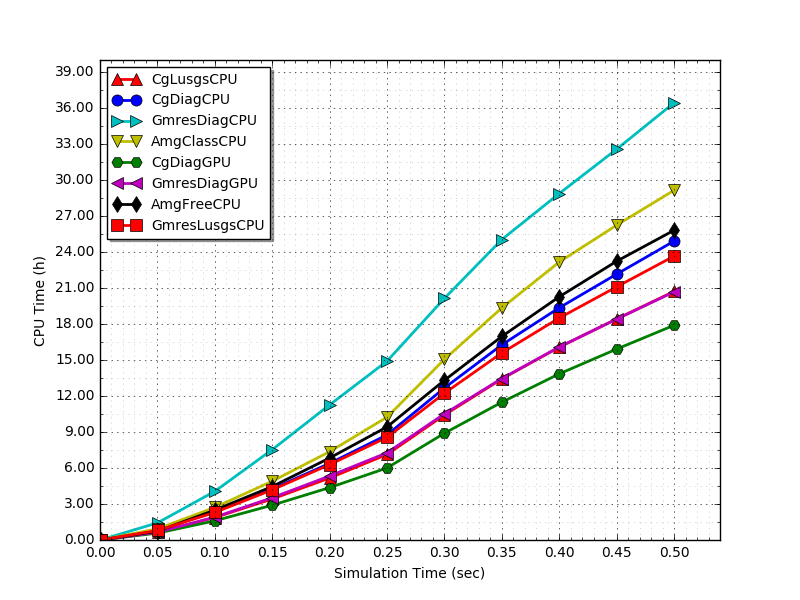 39.00
36.00
33.00
30.00
27.00
24.00
21.00
18.00
15.00
12.00
9.00
6.00
3.00
0.00
CPU Time (h)
CgLusgsCPU
CgDiagCPU
GmresDiagCPU
AmgClassCPU
CgDiagGPU
GmresDiagGPU
AmgFreeCPU
GmresLusgsCPU
0.00 0.05 0.10 0.15 0.20 0.25 0.30 0.35 0.40 0.45 0.50
Simulation Time (sec)